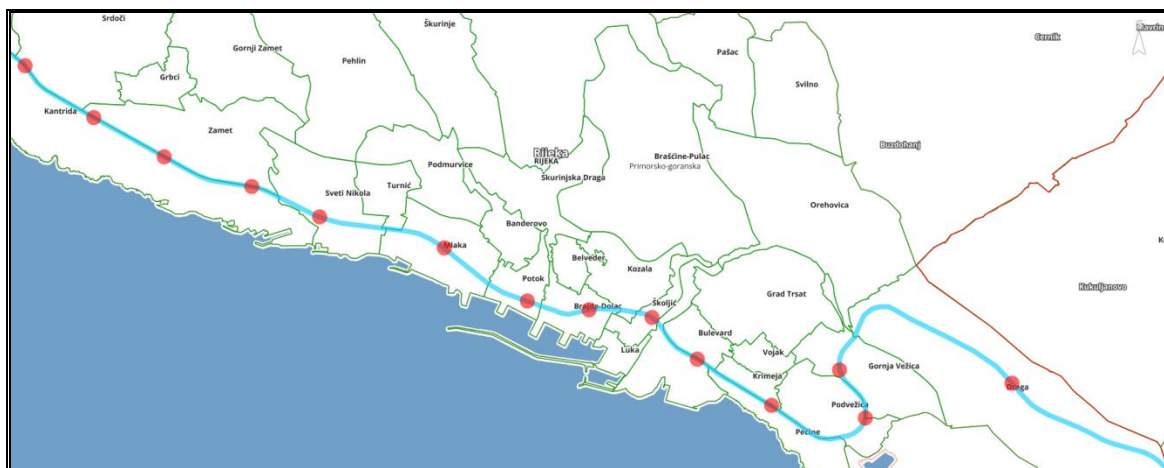 Srdoči
Škurinje
Gornji Zamet
Pašac
Cernik
Pehlin
Grbci
Svilno
Kantrida
Zamet
Buzdohanj
Rijeka
RIJEKA
Brašćine-Pulac
Primorsko-goranska
Podmurvice
Škurinjska Draga
Turnić
Sveti Nikola
Orehovica
Banderovo
Mlaka
Belveder
Kozala
Potok
Kukuljanovo
Grad Trsat
Brajda-Dolac
Školjić
Bulevard
Luka
Vojak
Gornja Vežica
Krimeja
Draga
Podvežica
Pećine